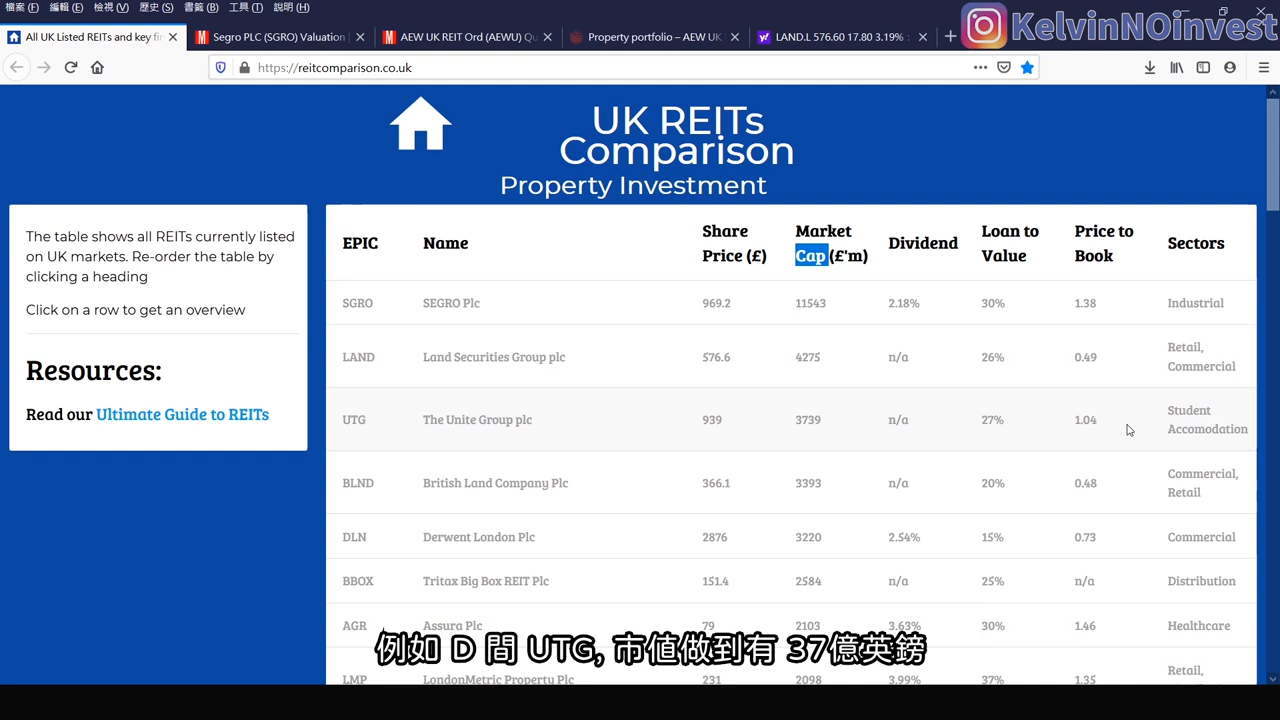 檔案 (F) 編輯 (E) 檢視 (V) 歷史 (S) 書籤 (B) 工具 (T) 說明 (H)
All UK Listed REITs and key fi
Segro PLC (SGRO) Valuation
AEW UK REIT Ord (AEWU) Qu
Property portfolio – AEW UK
LAND.L 576.60 17.80 3.19%
KelvinNOinvest
https://reitcomparison.co.uk
UK REITs
Comparison
Property Investment
The table shows all REITs currently listed
on UK markets. Re-order the table by
clicking a heading
Click on a row to get an overview
Resources:
Read our Ultimate Guide to REITs
EPIC Name Share Price (£) Market Cap (£'m) Dividend Loan to Value Price to Book Sectors
SGRO SEGRO Plc 969.2 11543 2.18% 30% 1.38 Industrial
LAND Land Securities Group plc 576.6 4275 n/a 26% 0.49 Retail, Commercial
UTG The Unite Group plc 939 3739 n/a 27% 1.04 Student Accomodation
BLND British Land Company Plc 366.1 3393 n/a 20% 0.48 Commercial, Retail
DLN Derwent London Plc 2876 3220 2.54% 15% 0.73 Commercial
BBOX Tritax Big Box REIT Plc 151.4 2584 n/a 25% n/a Distribution
AGR Assura Plc 79 2103 3.63% 30% 1.46 Healthcare
LMP LondonMetric Property Plc 231 2098 3.99% 37% 1.35 Retail,
例如 D 間 UTG, 市值做到有 37億英鎊